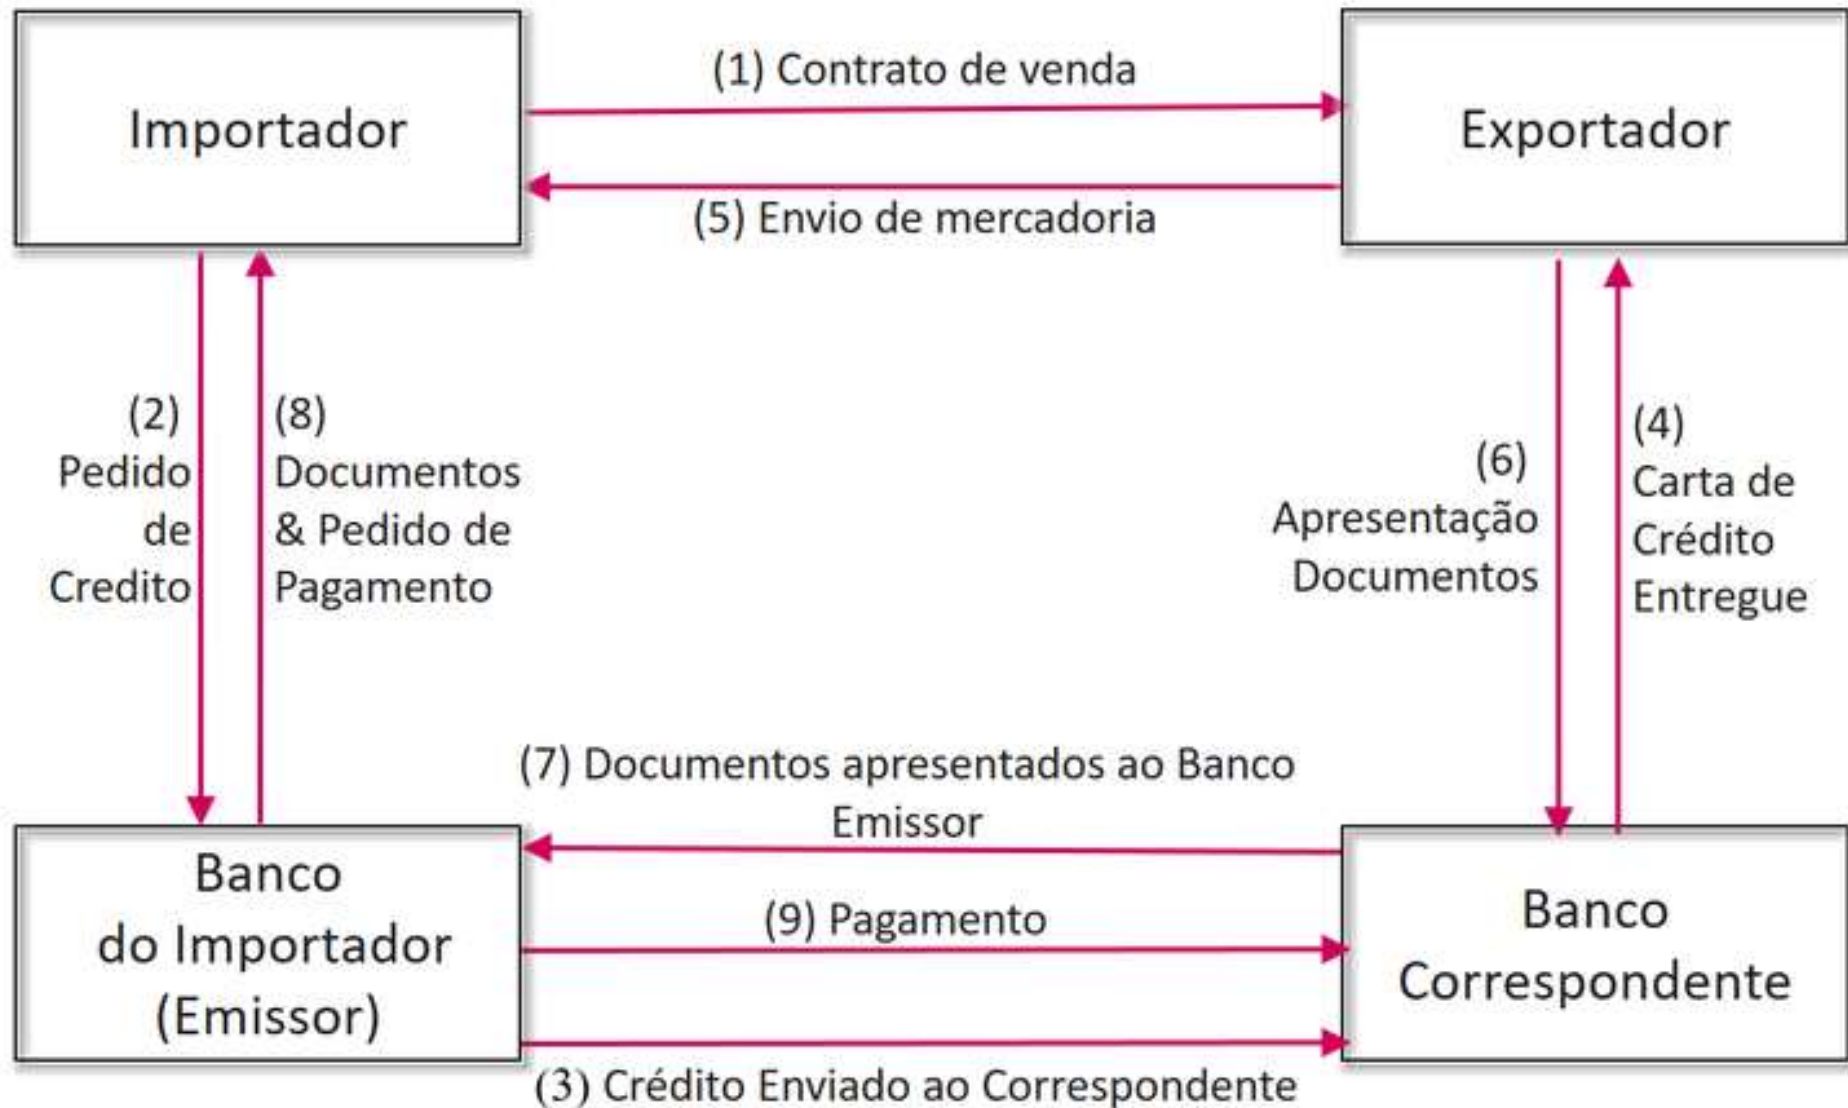 (1) Contrato de venda
Importador
Exportador
(5) Envio de mercadoria
(2)
Pedido
de
Credito
(8)
Documentos
& Pedido de
Pagamento
(6)
Apresentação
Documentos
(4)
Carta de
Crédito
Entregue
(7) Documentos apresentados ao Banco
Emissor
Banco
do Importador
(Emissor)
(9) Pagamento
Banco
Correspondente
(3) Crédito Enviado ao Correspondente